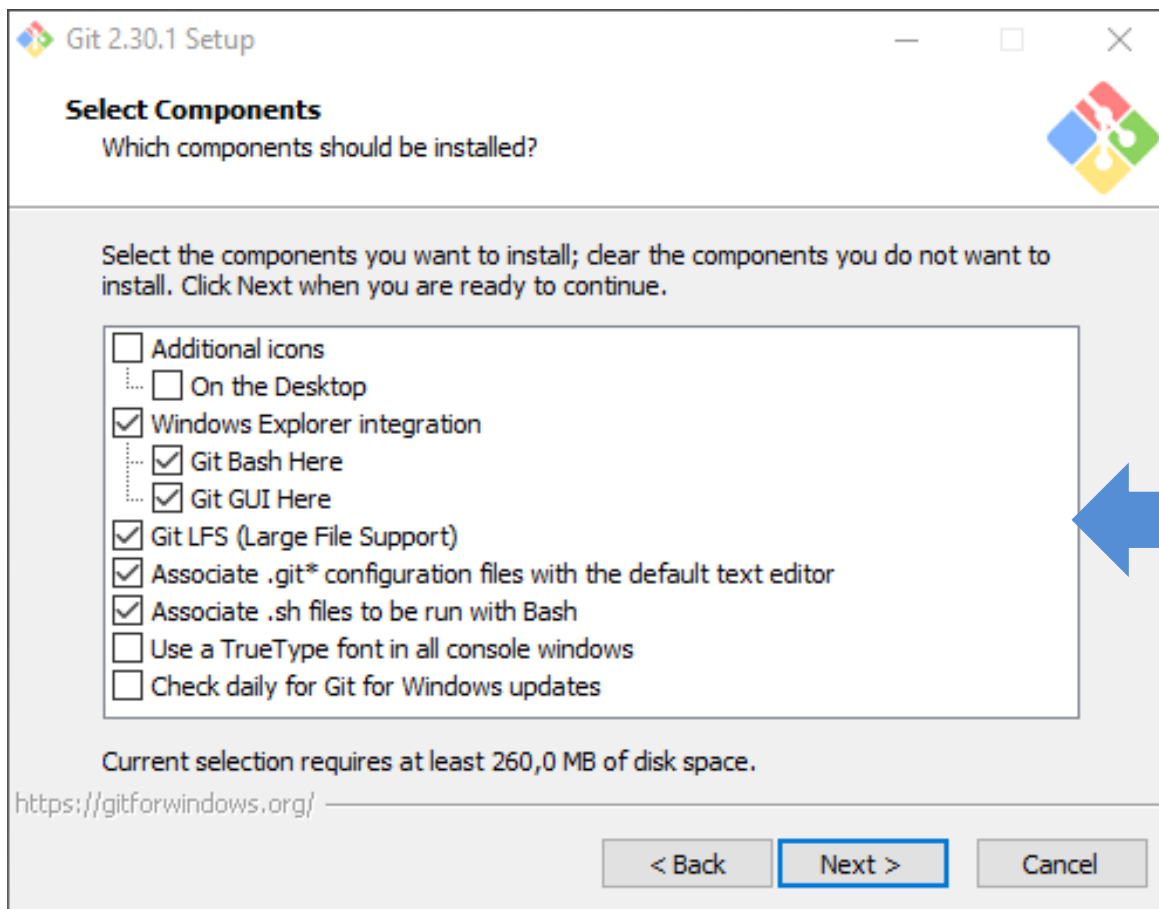 Git 2.30.1 Setup
Select Components
Which components should be installed?
Select the components you want to install; clear the components you do not want to
install. Click Next when you are ready to continue.
Additional icons
On the Desktop
Windows Explorer integration
Git Bash Here
Git GUI Here
Git LFS (Large File Support)
Associate .git* configuration files with the default text editor
Associate .sh files to be run with Bash
Use a TrueType font in all console windows
Check daily for Git for Windows updates
Current selection requires at least 260,0 MB of disk space.
https://gitforwindows.org/
< Back
Next >
Cancel